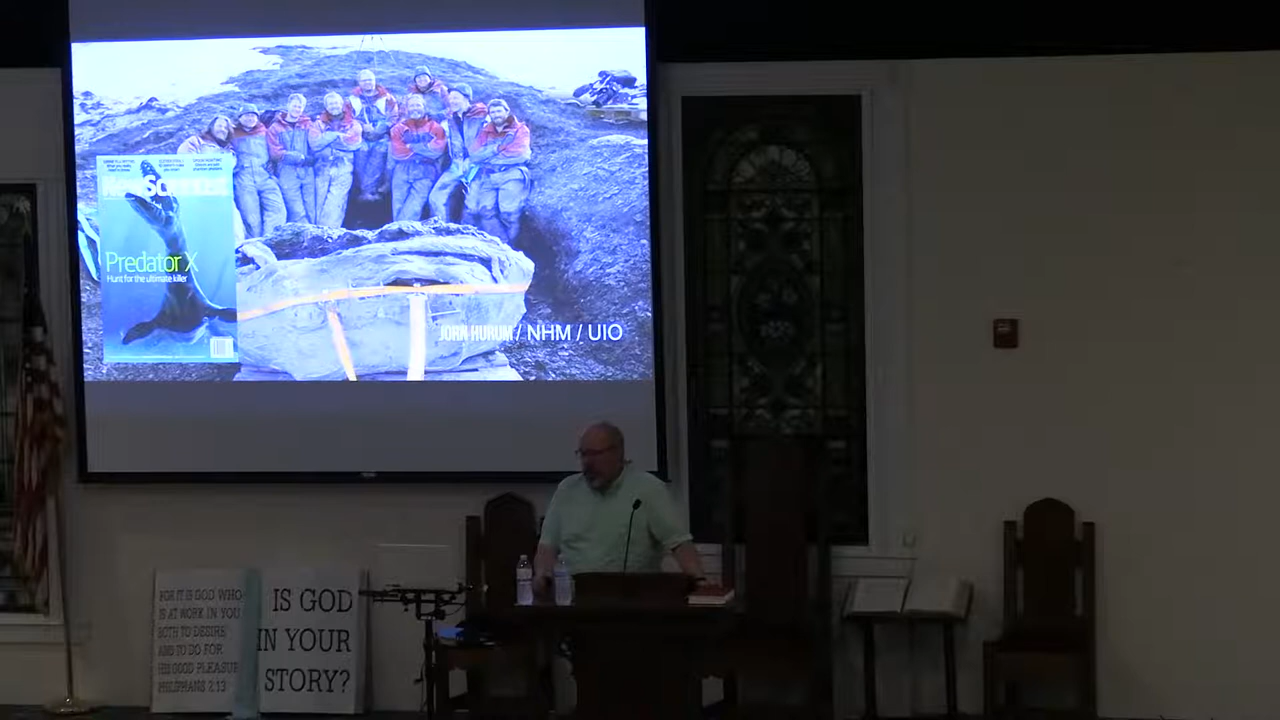 New Scientist
Predator X
Hunt for the ultimate killer
JORN HURUM / NHM / UIO
FOR IT IS GOD WHO
IS AT WORK IN YOU
BOTH TO DESIRE
AND TO DO FOR
HIS GOOD PLEASURE
PHILIPPIANS 2:13
IS GOD
IN YOUR
STORY?